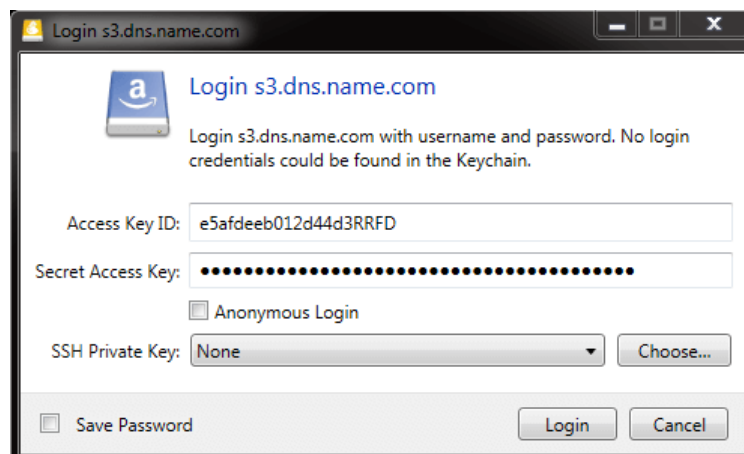 Login s3.dns.name.com
Login s3.dns.name.com
Login s3.dns.name.com with username and password. No login
credentials could be found in the Keychain.
Access Key ID: e5afdeeb012d44d3RRFD
Secret Access Key: ●●●●●●●●●●●●●●●●●●●●●●●●●●●●●●●●●●●●●●●●
Anonymous Login
SSH Private Key: None Choose...
Save Password Login Cancel